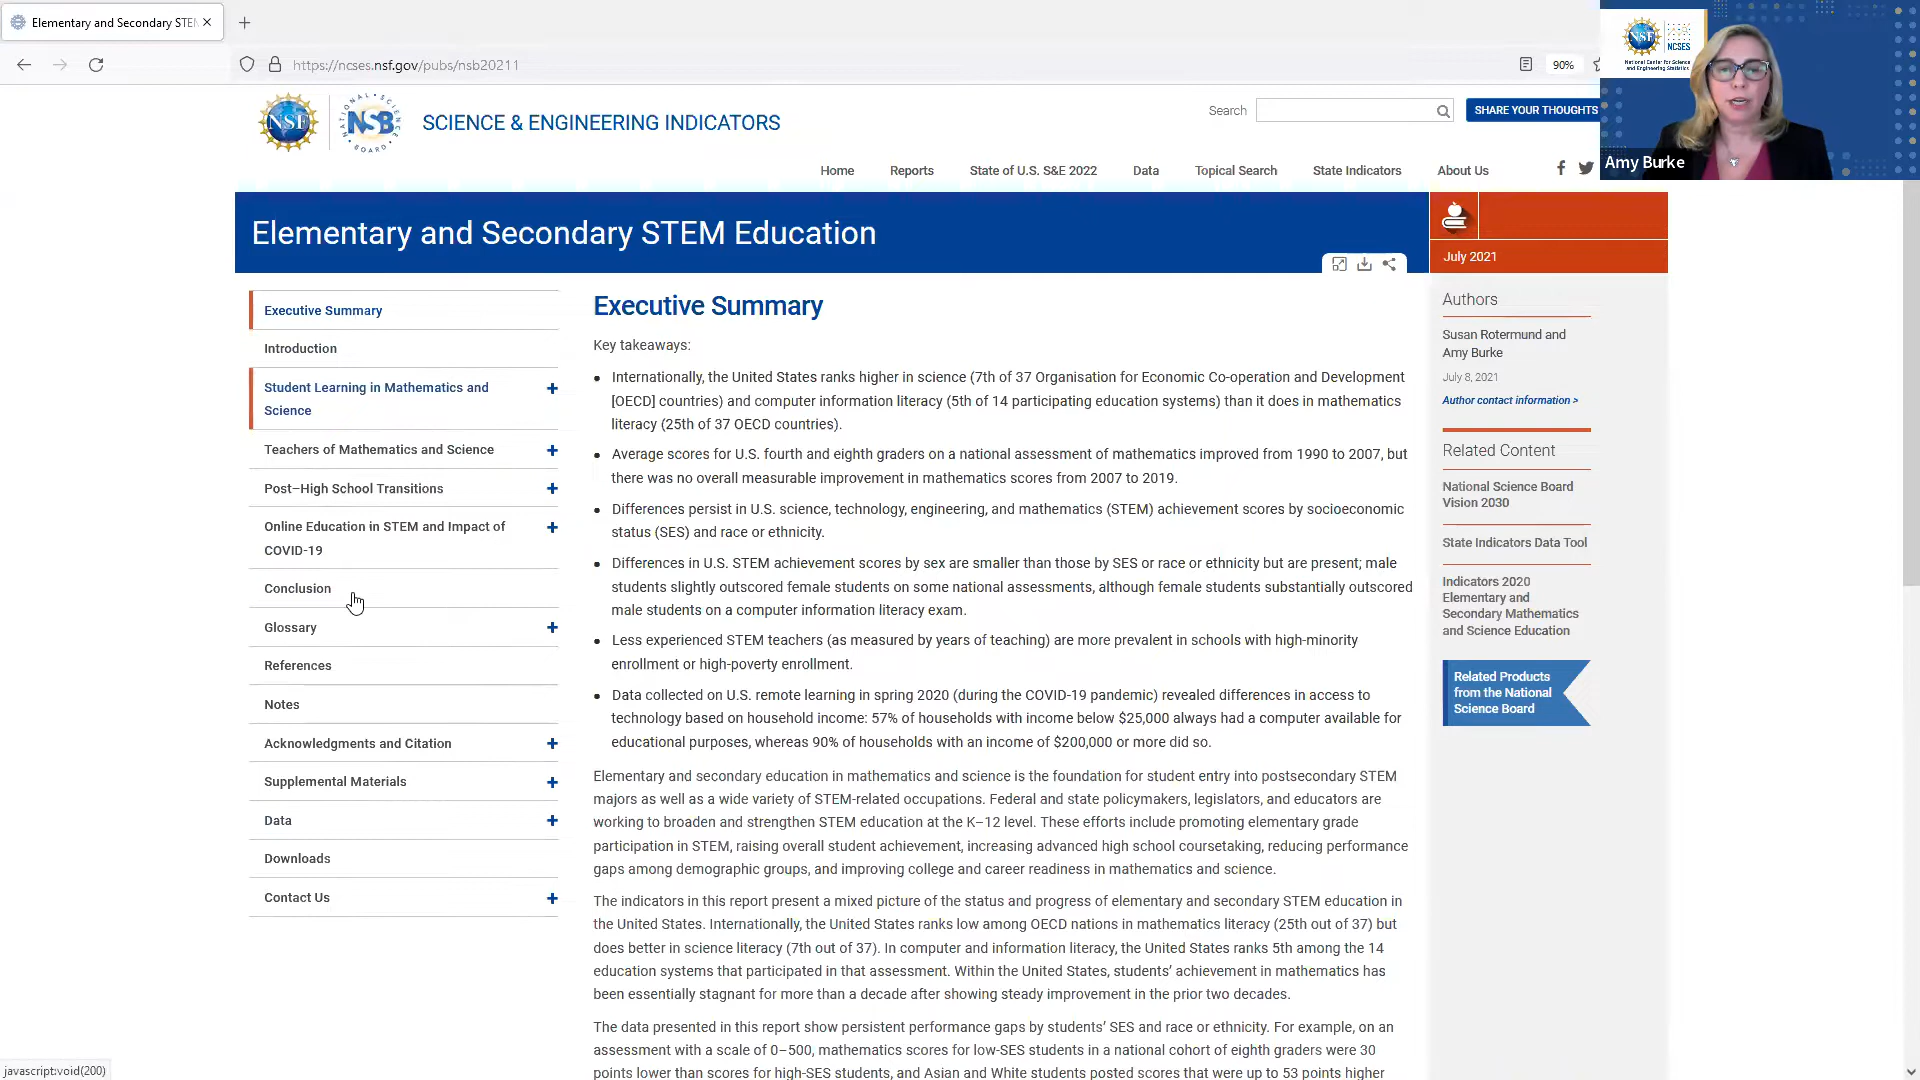 Elementary and Secondary STEM
https://ncses.nsf.gov/pubs/nsb20211
90%
NSF
NCSES
National Center for Science
and Engineering Statistics
Amy Burke
NSF
NATIONAL SCIENCE
NSB
BOARD
SCIENCE & ENGINEERING INDICATORS
Search
SHARE YOUR THOUGHTS
Home
Reports
State of U.S. S&E 2022
Data
Topical Search
State Indicators
About Us
Elementary and Secondary STEM Education
July 2021
Executive Summary
Introduction
Student Learning in Mathematics and
Science
Teachers of Mathematics and Science
Post–High School Transitions
Online Education in STEM and Impact of
COVID-19
Conclusion
Glossary
References
Notes
Acknowledgments and Citation
Supplemental Materials
Data
Downloads
Contact Us
Executive Summary
Key takeaways:
Internationally, the United States ranks higher in science (7th of 37 Organisation for Economic Co-operation and Development
[OECD] countries) and computer information literacy (5th of 14 participating education systems) than it does in mathematics
literacy (25th of 37 OECD countries).
Average scores for U.S. fourth and eighth graders on a national assessment of mathematics improved from 1990 to 2007, but
there was no overall measurable improvement in mathematics scores from 2007 to 2019.
Differences persist in U.S. science, technology, engineering, and mathematics (STEM) achievement scores by socioeconomic
status (SES) and race or ethnicity.
Differences in U.S. STEM achievement scores by sex are smaller than those by SES or race or ethnicity but are present; male
students slightly outscored female students on some national assessments, although female students substantially outscored
male students on a computer information literacy exam.
Less experienced STEM teachers (as measured by years of teaching) are more prevalent in schools with high-minority
enrollment or high-poverty enrollment.
Data collected on U.S. remote learning in spring 2020 (during the COVID-19 pandemic) revealed differences in access to
technology based on household income: 57% of households with income below $25,000 always had a computer available for
educational purposes, whereas 90% of households with an income of $200,000 or more did so.
Elementary and secondary education in mathematics and science is the foundation for student entry into postsecondary STEM
majors as well as a wide variety of STEM-related occupations. Federal and state policymakers, legislators, and educators are
working to broaden and strengthen STEM education at the K–12 level. These efforts include promoting elementary grade
participation in STEM, raising overall student achievement, increasing advanced high school coursetaking, reducing performance
gaps among demographic groups, and improving college and career readiness in mathematics and science.
The indicators in this report present a mixed picture of the status and progress of elementary and secondary STEM education in
the United States. Internationally, the United States ranks low among OECD nations in mathematics literacy (25th out of 37) but
does better in science literacy (7th out of 37). In computer and information literacy, the United States ranks 5th among the 14
education systems that participated in that assessment. Within the United States, students’ achievement in mathematics has
been essentially stagnant for more than a decade after showing steady improvement in the prior two decades.
The data presented in this report show persistent performance gaps by students’ SES and race or ethnicity. For example, on an
assessment with a scale of 0–500, mathematics scores for low-SES students in a national cohort of eighth graders were 30
points lower than scores for high-SES students, and Asian and White students posted scores that were up to 53 points higher
Authors
Susan Rotermund and
Amy Burke
July 8, 2021
Author contact information >
Related Content
National Science Board
Vision 2030
State Indicators Data Tool
Indicators 2020
Elementary and
Secondary Mathematics
and Science Education
Related Products
from the National
Science Board
javascript:void(200)